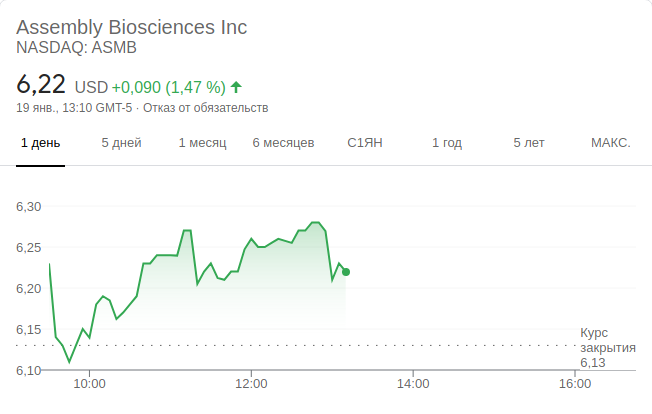 Assembly Biosciences Inc
NASDAQ: ASMB
6,22 USD +0,090 (1,47 %)
19 янв., 13:10 GMT-5 · Отказ от обязательств
1 день 5 дней 1 месяц 6 месяцев С1ЯН 1 год 5 лет МАКС.
6,30
6,25
6,20
6,15
6,10
Курс
закрытия
6,13
10:00 12:00 14:00 16:00